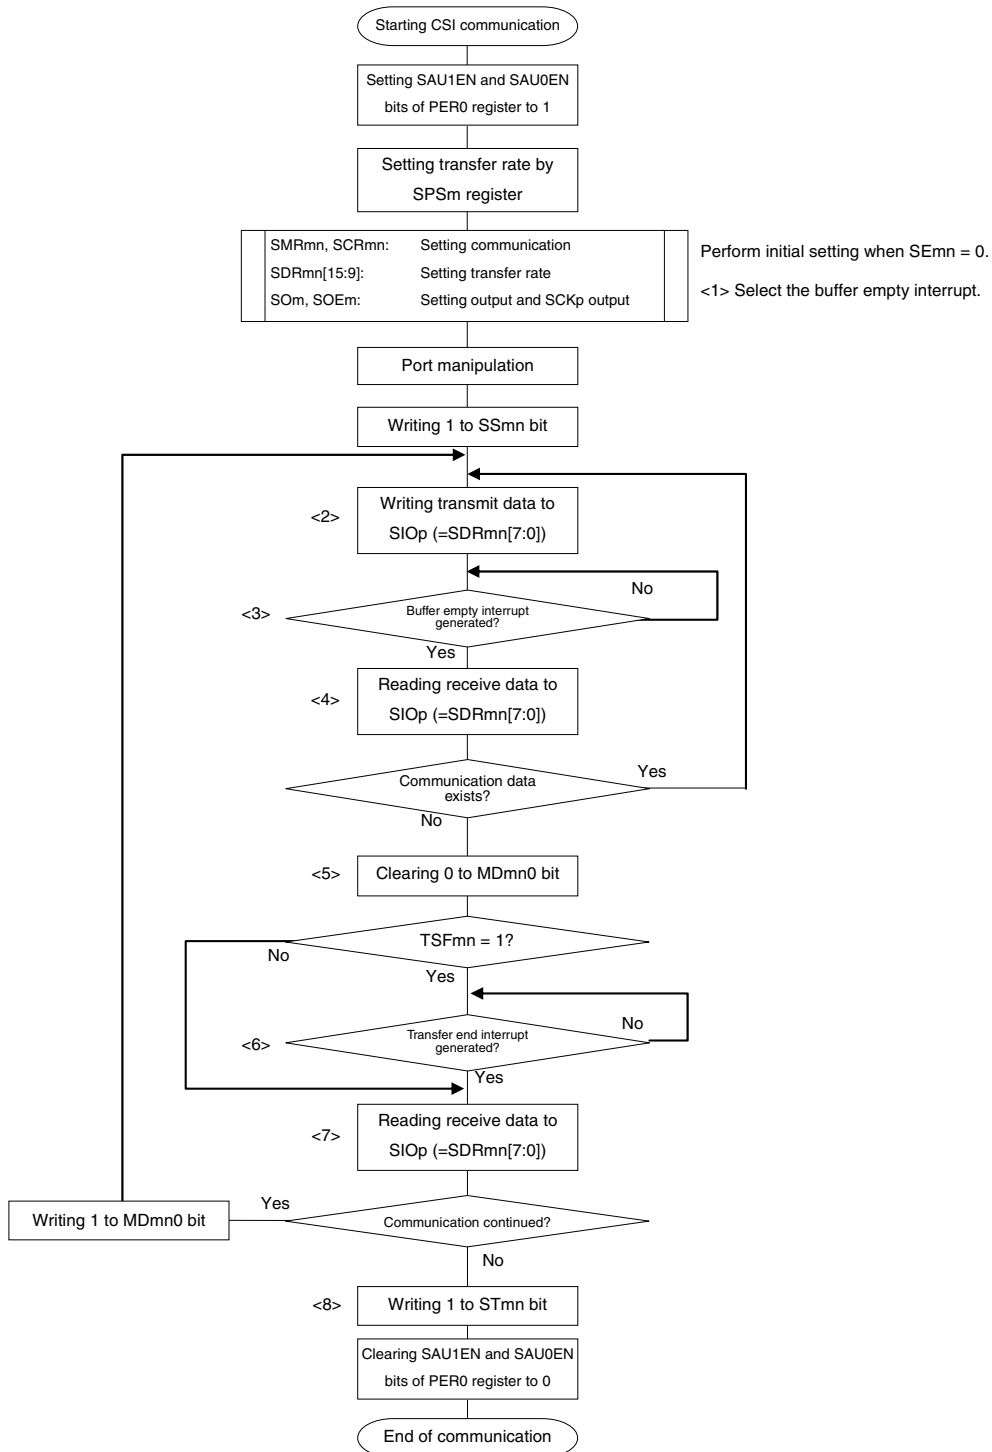 Starting CSI communication
Setting SAU1EN and SAU0EN
bits of PER0 register to 1
Setting transfer rate by
SPSm register
SMRmn, SCRmn: Setting communication
SDRmn[15:9]: Setting transfer rate
SOm, SOEm: Setting output and SCKp output
Perform initial setting when SEmn = 0.
<1> Select the buffer empty interrupt.
Port manipulation
Writing 1 to SSmn bit
<2>
Writing transmit data to
SIOp (=SDRmn[7:0])
No
<3>
Buffer empty interrupt
generated?
Yes
<4>
Reading receive data to
SIOp (=SDRmn[7:0])
Communication data
exists?
Yes
No
<5>
Clearing 0 to MDmn0 bit
TSFmn = 1?
No
Yes
<6>
Transfer end interrupt
generated?
No
Yes
<7>
Reading receive data to
SIOp (=SDRmn[7:0])
Writing 1 to MDmn0 bit
Yes
Communication continued?
No
<8>
Writing 1 to STmn bit
Clearing SAU1EN and SAU0EN
bits of PER0 register to 0
End of communication